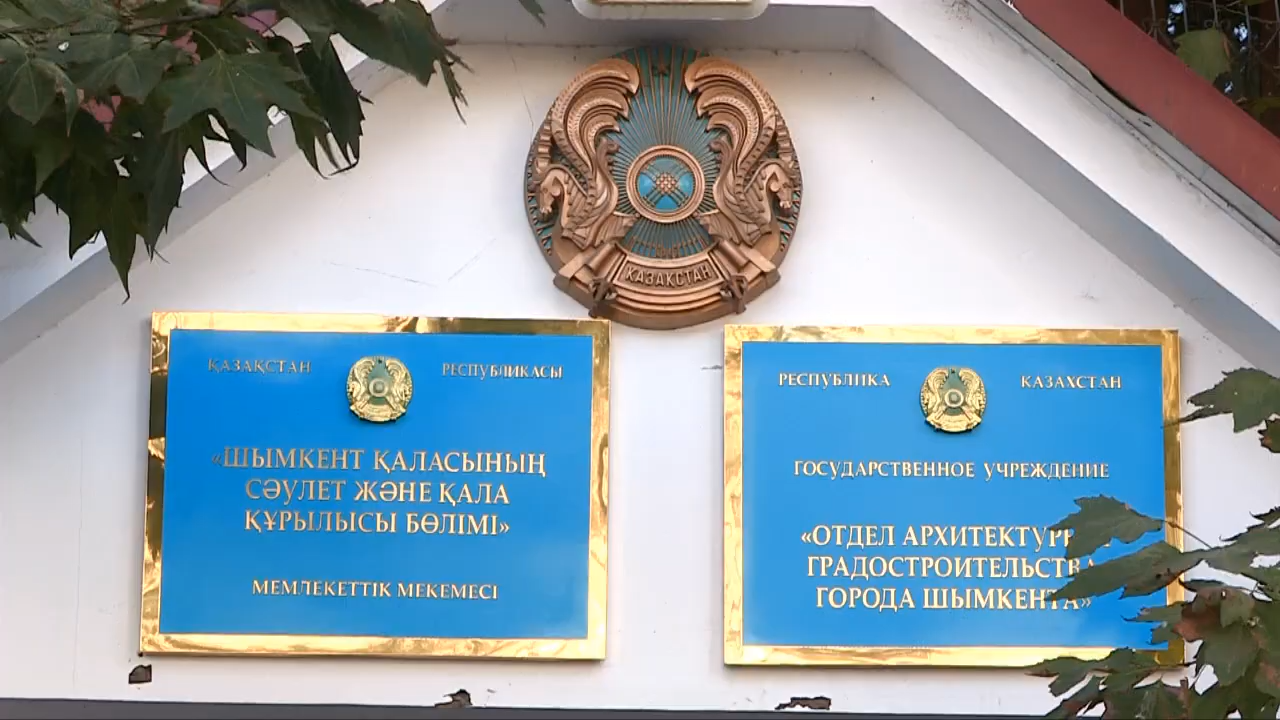 ҚАЗАҚСТАН
ҚАЗАҚСТАН РЕСПУБЛИКАСЫ
«ШЫМКЕНТ ҚАЛАСЫНЫҢ
СӘУЛЕТ ЖӘНЕ ҚАЛА
ҚҰРЫЛЫСЫ БӨЛІМІ»
МЕМЛЕКЕТТІК МЕКЕМЕСІ
РЕСПУБЛИКА КАЗАХСТАН
ГОСУДАРСТВЕННОЕ УЧРЕЖДЕНИЕ
«ОТДЕЛ АРХИТЕКТУРЫ
ГРАДОСТРОИТЕЛЬСТВА
ГОРОДА ШЫМКЕНТА»